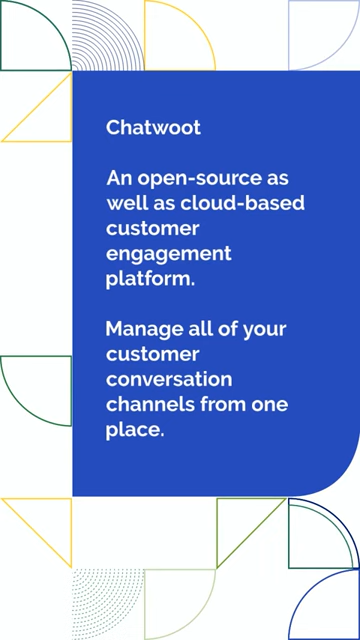 Chatwoot
An open-source as
well as cloud-based
customer
engagement
platform.
Manage all of your
customer
conversation
channels from one
place.